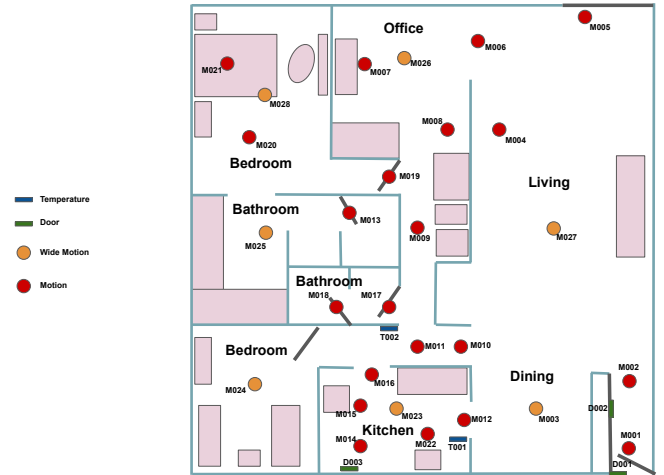 Office
M005
M006
M026
M007
M021
M028
M008
M004
M020
Bedroom
M019
Living
Temperature
Door
Wide Motion
Motion
Bathroom
M013
M009
M025
M027
Bathroom
M018
M017
T002
Bedroom
M011
M010
M016
M002
Dining
M024
M015
M023
M012
M003
D002
Kitchen
M014
M022
T001
M001
D003
D001